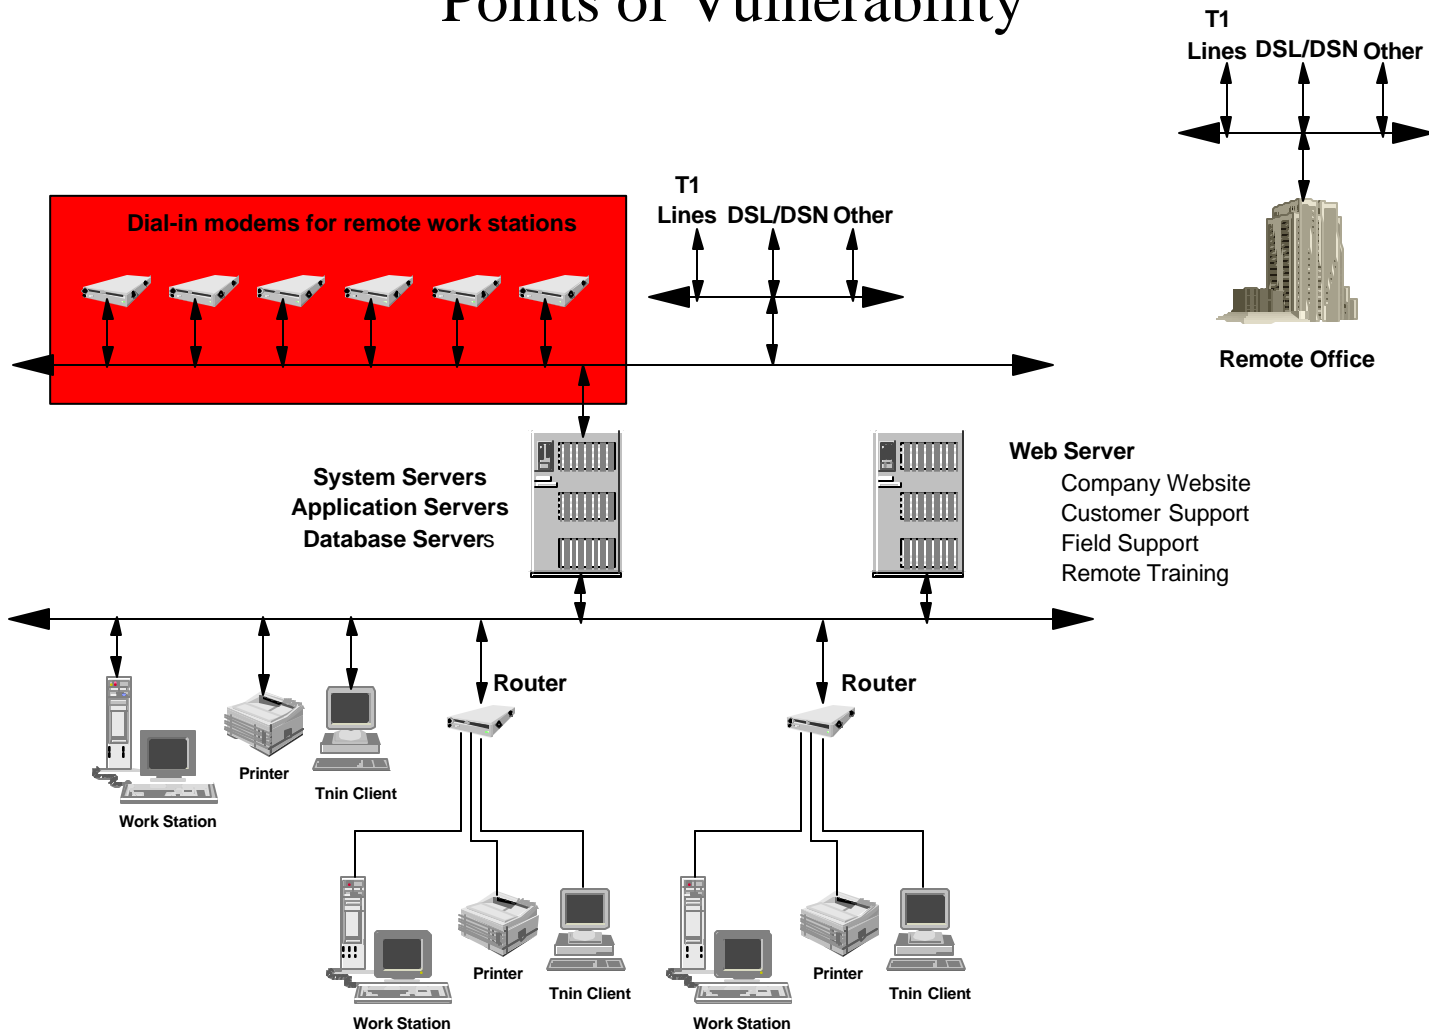 Points of Vulnerability
T1
Lines DSL/DSN Other
Dial-in modems for remote work stations
T1
Lines DSL/DSN Other
Remote Office
System Servers
Application Servers
Database Servers
Web Server
Company Website
Customer Support
Field Support
Remote Training
Router
Router
Printer
Tnin Client
Work Station
Printer
Tnin Client
Work Station
Printer
Tnin Client
Work Station